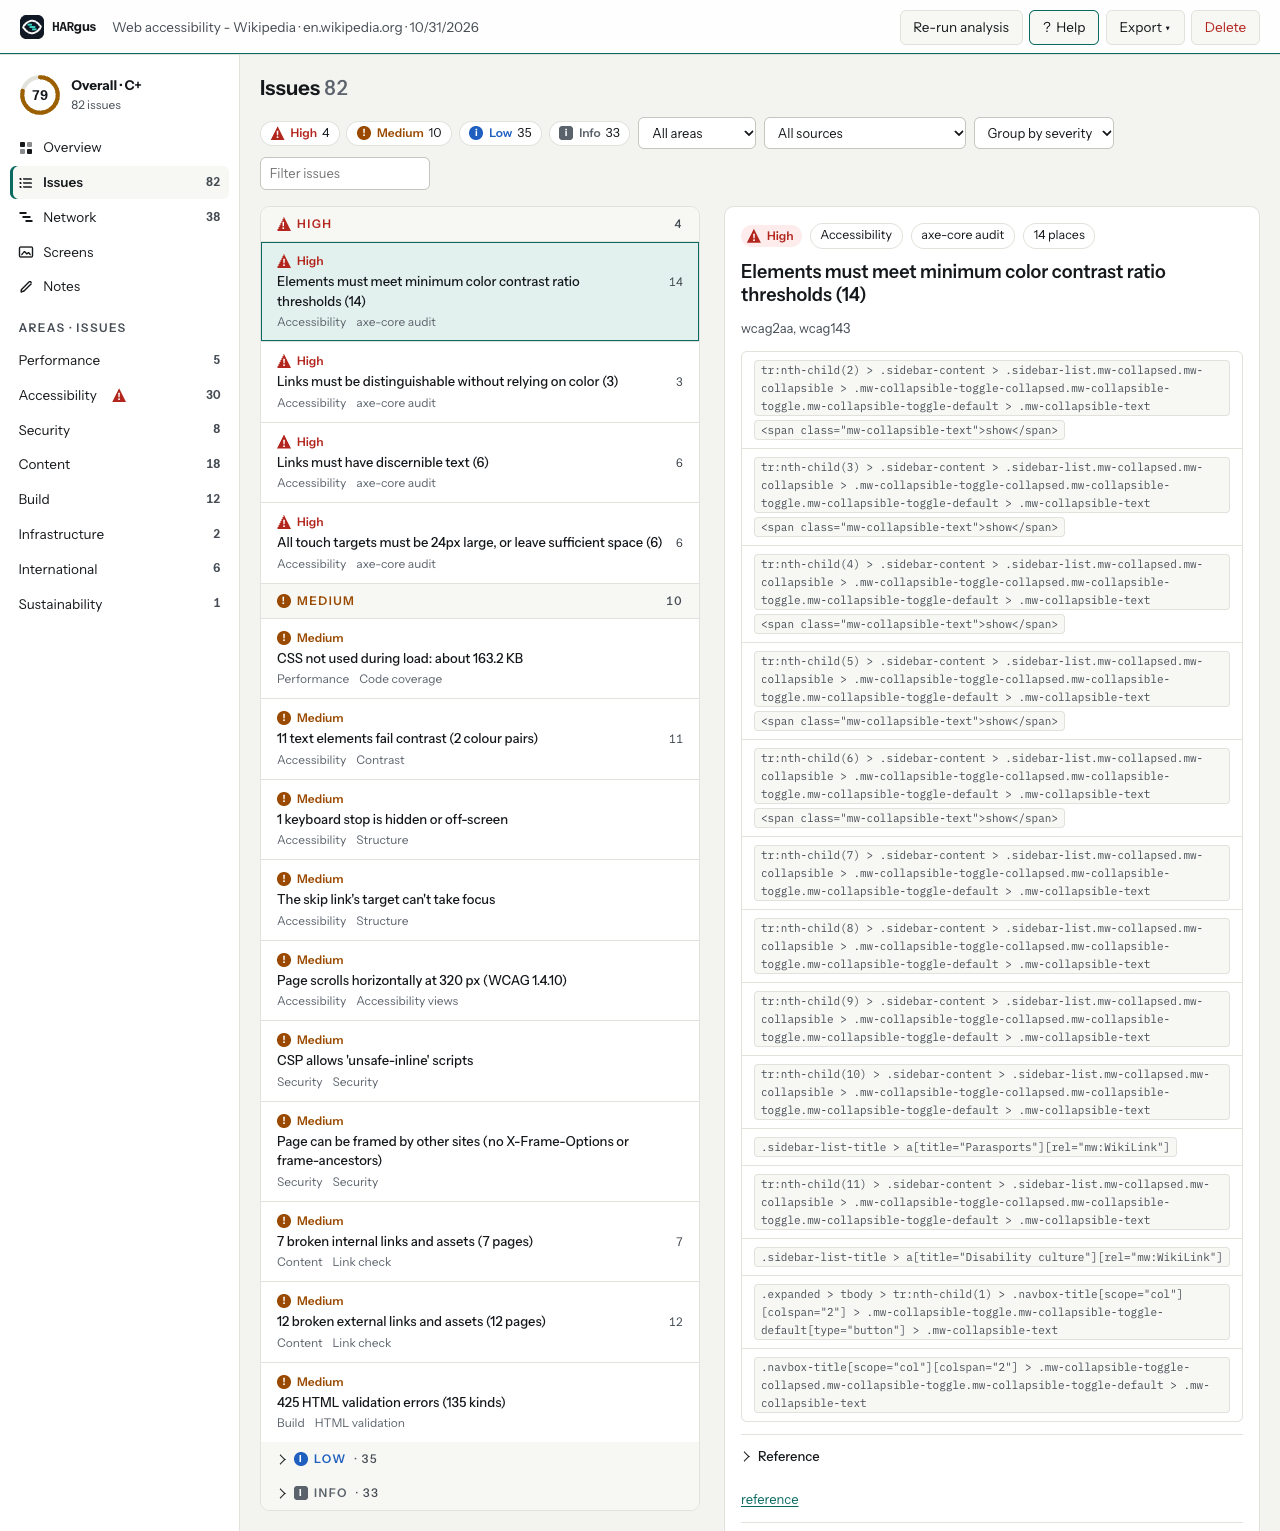 HARgus Web accessibility - Wikipedia · en.wikipedia.org · 10/31/2026 Re-run analysis ? Help Export ▾ Delete
79 Overall · C+
82 issues
Overview
Issues 82
Network 38
Screens
Notes
AREAS · ISSUES
Performance 5
Accessibility 30
Security 8
Content 18
Build 12
Infrastructure 2
International 6
Sustainability 1
Issues 82
High 4 Medium 10 Low 35 Info 33 All areas All sources Group by severity
Filter issues
HIGH 4
High
Elements must meet minimum color contrast ratio 14
thresholds (14)
Accessibility axe-core audit
High
Links must be distinguishable without relying on color (3) 3
Accessibility axe-core audit
High
Links must have discernible text (6) 6
Accessibility axe-core audit
High
All touch targets must be 24px large, or leave sufficient space (6) 6
Accessibility axe-core audit
MEDIUM 10
Medium
CSS not used during load: about 163.2 KB
Performance Code coverage
Medium
11 text elements fail contrast (2 colour pairs) 11
Accessibility Contrast
Medium
1 keyboard stop is hidden or off-screen
Accessibility Structure
Medium
The skip link's target can't take focus
Accessibility Structure
Medium
Page scrolls horizontally at 320 px (WCAG 1.4.10)
Accessibility Accessibility views
Medium
CSP allows 'unsafe-inline' scripts
Security Security
Medium
Page can be framed by other sites (no X-Frame-Options or
frame-ancestors)
Security Security
Medium
7 broken internal links and assets (7 pages) 7
Content Link check
Medium
12 broken external links and assets (12 pages) 12
Content Link check
Medium
425 HTML validation errors (135 kinds)
Build HTML validation
LOW · 35
INFO · 33
High Accessibility axe-core audit 14 places
Elements must meet minimum color contrast ratio
thresholds (14)
wcag2aa, wcag143
tr:nth-child(2) > .sidebar-content > .sidebar-list.mw-collapsed.mw-
collapsible > .mw-collapsible-toggle-collapsed.mw-collapsible-
toggle.mw-collapsible-toggle-default > .mw-collapsible-text
<span class="mw-collapsible-text">show</span>
tr:nth-child(3) > .sidebar-content > .sidebar-list.mw-collapsed.mw-
collapsible > .mw-collapsible-toggle-collapsed.mw-collapsible-
toggle.mw-collapsible-toggle-default > .mw-collapsible-text
<span class="mw-collapsible-text">show</span>
tr:nth-child(4) > .sidebar-content > .sidebar-list.mw-collapsed.mw-
collapsible > .mw-collapsible-toggle-collapsed.mw-collapsible-
toggle.mw-collapsible-toggle-default > .mw-collapsible-text
<span class="mw-collapsible-text">show</span>
tr:nth-child(5) > .sidebar-content > .sidebar-list.mw-collapsed.mw-
collapsible > .mw-collapsible-toggle-collapsed.mw-collapsible-
toggle.mw-collapsible-toggle-default > .mw-collapsible-text
<span class="mw-collapsible-text">show</span>
tr:nth-child(6) > .sidebar-content > .sidebar-list.mw-collapsed.mw-
collapsible > .mw-collapsible-toggle-collapsed.mw-collapsible-
toggle.mw-collapsible-toggle-default > .mw-collapsible-text
<span class="mw-collapsible-text">show</span>
tr:nth-child(7) > .sidebar-content > .sidebar-list.mw-collapsed.mw-
collapsible > .mw-collapsible-toggle-collapsed.mw-collapsible-
toggle.mw-collapsible-toggle-default > .mw-collapsible-text
tr:nth-child(8) > .sidebar-content > .sidebar-list.mw-collapsed.mw-
collapsible > .mw-collapsible-toggle-collapsed.mw-collapsible-
toggle.mw-collapsible-toggle-default > .mw-collapsible-text
tr:nth-child(9) > .sidebar-content > .sidebar-list.mw-collapsed.mw-
collapsible > .mw-collapsible-toggle-collapsed.mw-collapsible-
toggle.mw-collapsible-toggle-default > .mw-collapsible-text
tr:nth-child(10) > .sidebar-content > .sidebar-list.mw-collapsed.mw-
collapsible > .mw-collapsible-toggle-collapsed.mw-collapsible-
toggle.mw-collapsible-toggle-default > .mw-collapsible-text
.sidebar-list-title > a[title="Parasports"][rel="mw:WikiLink"]
tr:nth-child(11) > .sidebar-content > .sidebar-list.mw-collapsed.mw-
collapsible > .mw-collapsible-toggle-collapsed.mw-collapsible-
toggle.mw-collapsible-toggle-default > .mw-collapsible-text
.sidebar-list-title > a[title="Disability culture"][rel="mw:WikiLink"]
.expanded > tbody > tr:nth-child(1) > .navbox-title[scope="col"]
[colspan="2"] > .mw-collapsible-toggle.mw-collapsible-toggle-
default[type="button"] > .mw-collapsible-text
.navbox-title[scope="col"][colspan="2"] > .mw-collapsible-toggle-
collapsed.mw-collapsible-toggle.mw-collapsible-toggle-default > .mw-
collapsible-text
Reference
reference